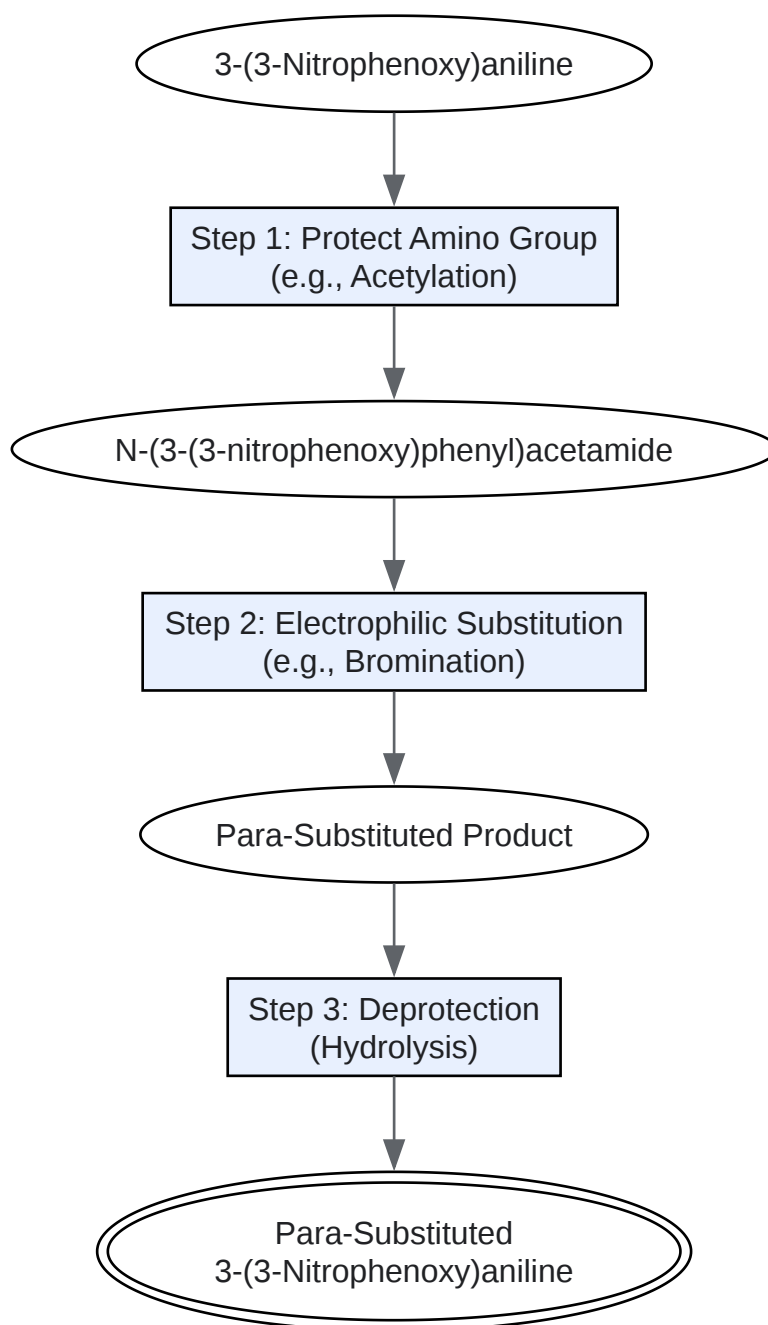 3-(3-Nitrophenoxy)aniline
Step 1: Protect Amino Group
(e.g., Acetylation)
N-(3-(3-nitrophenoxy)phenyl)acetamide
Step 2: Electrophilic Substitution
(e.g., Bromination)
Para-Substituted Product
Step 3: Deprotection
(Hydrolysis)
Para-Substituted
3-(3-Nitrophenoxy)aniline